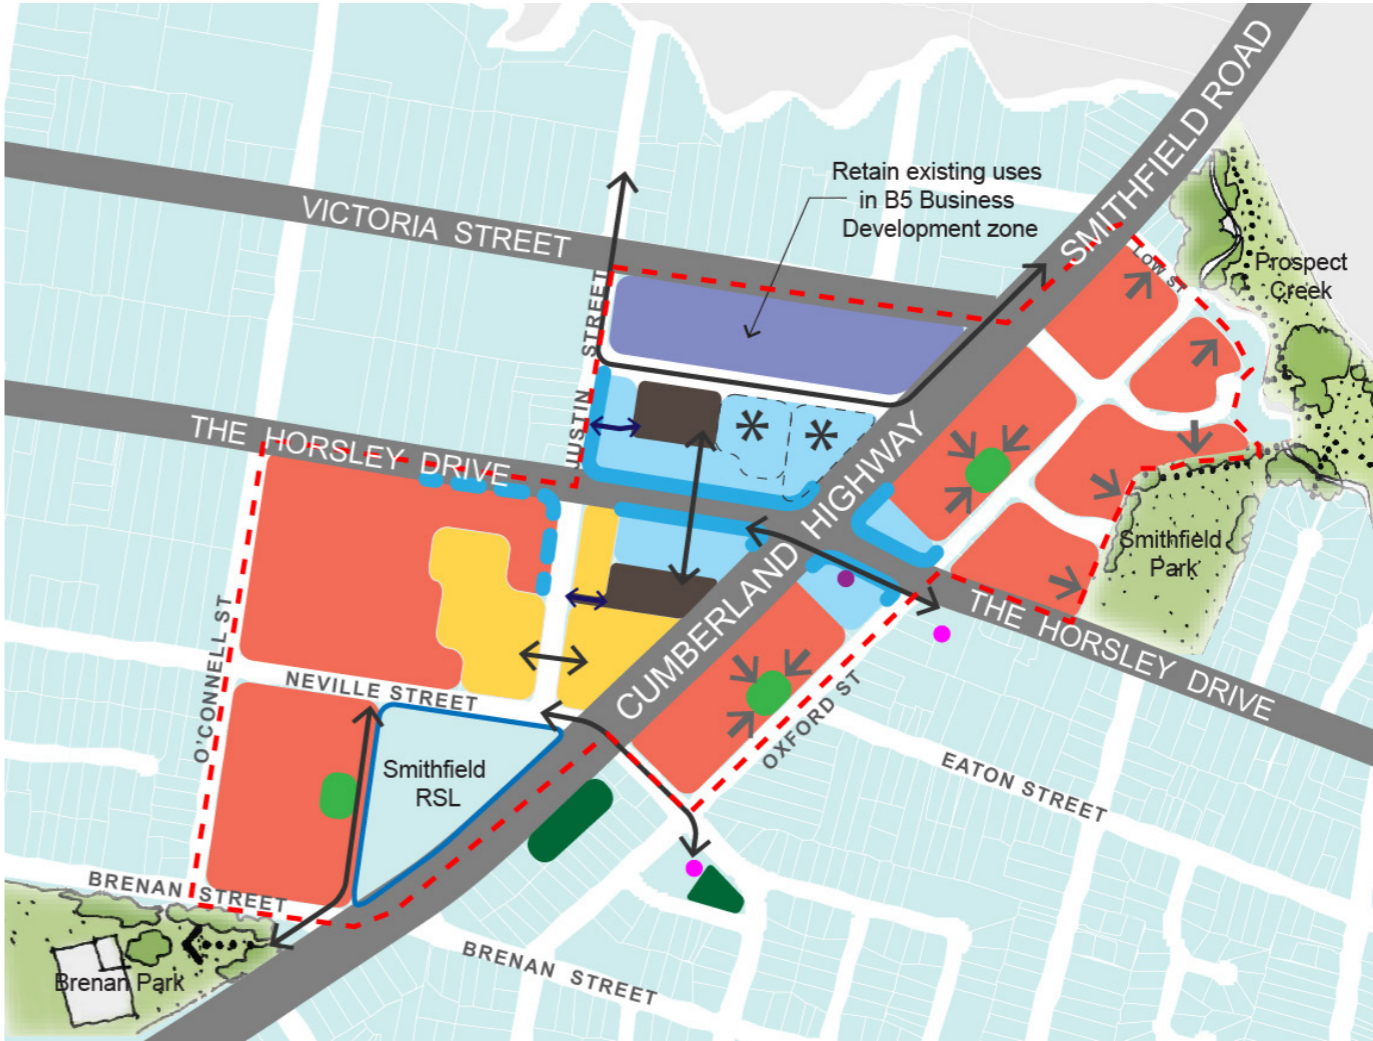 SMITHFIELD ROAD
Retain existing uses
in B5 Business
Development zone
VICTORIA STREET
LOW ST
Prospect
Creek
JUSTIN STREET
THE HORSLEY DRIVE
CUMBERLAND HIGHWAY
*
*
Smithfield
Park
THE HORSLEY DRIVE
O'CONNELL ST
NEVILLE STREET
OXFORD ST
Smithfield
RSL
EATON STREET
BRENAN STREET
BRENAN STREET
Brenan Park